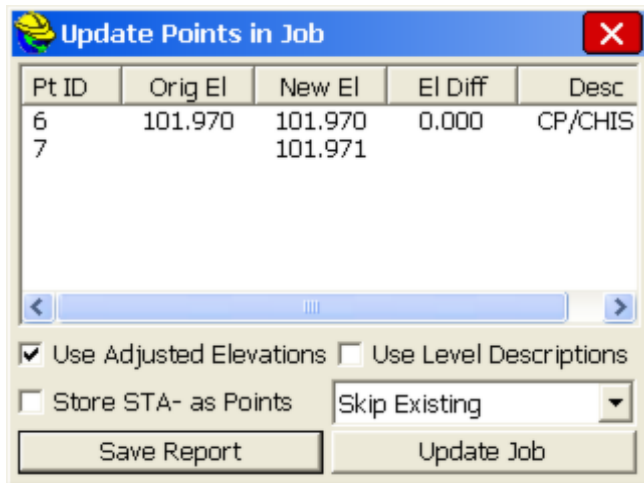 Update Points in Job
Pt ID Orig El New El El Diff Desc
6 101.970 101.970 0.000 CP/CHIS
7 101.971
Use Adjusted Elevations Use Level Descriptions
Store STA- as Points Skip Existing
Save Report Update Job